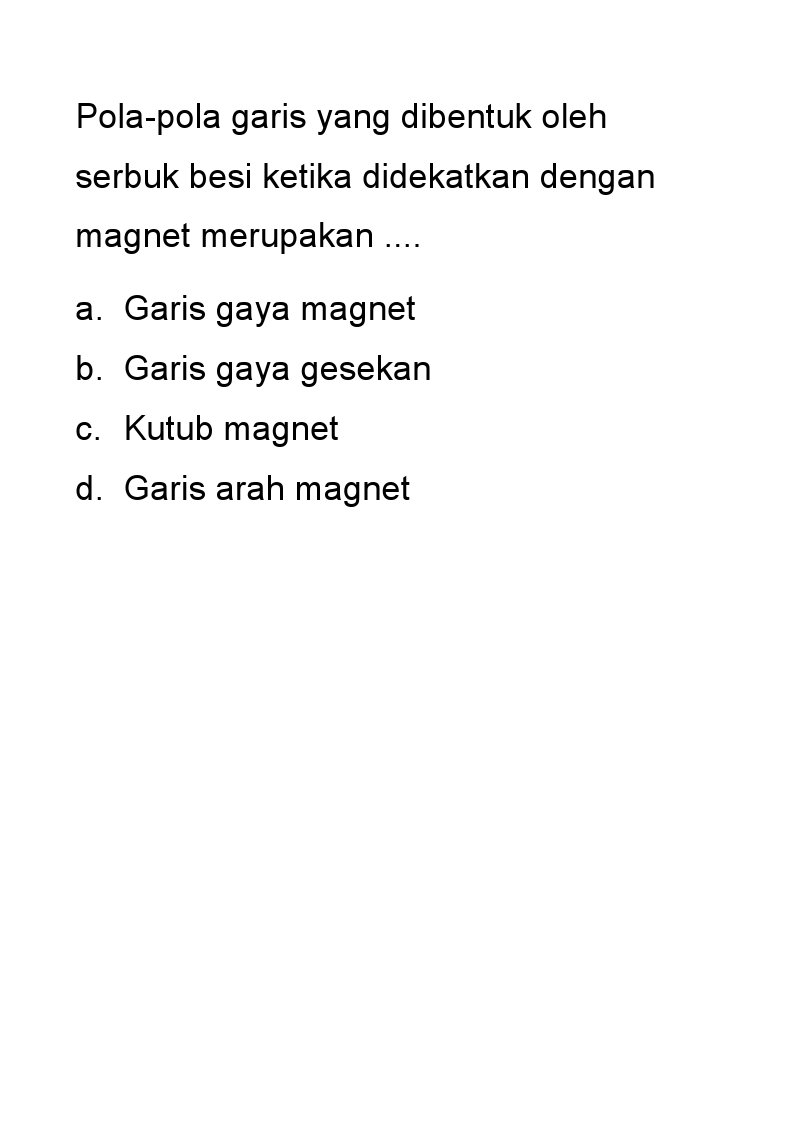 Pola-pola garis yang dibentuk oleh
serbuk besi ketika didekatkan dengan
magnet merupakan ....
a. Garis gaya magnet
b. Garis gaya gesekan
c. Kutub magnet
d. Garis arah magnet